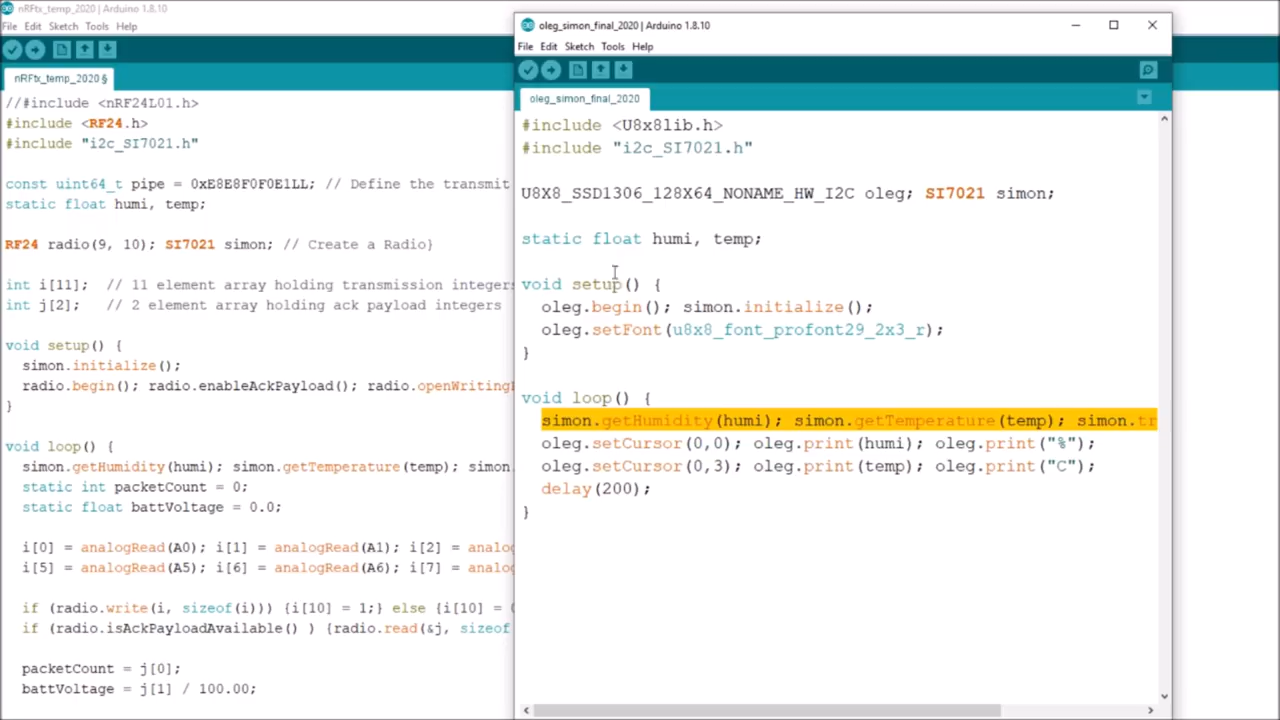 nRFtx_temp_2020 | Arduino 1.8.10
File Edit Sketch Tools Help
nRFtx_temp_2020 §
//#include <nRF24L01.h>
#include <RF24.h>
#include "i2c_SI7021.h"
const uint64_t pipe = 0xE8E8F0F0E1LL; // Define the transmit
static float humi, temp;
RF24 radio(9, 10); SI7021 simon; // Create a Radio}
int i[11]; // 11 element array holding transmission integers
int j[2]; // 2 element array holding ack payload integers
void setup() {
simon.initialize();
radio.begin(); radio.enableAckPayload(); radio.openWriting
}
void loop() {
simon.getHumidity(humi); simon.getTemperature(temp); simon.
static int packetCount = 0;
static float battVoltage = 0.0;
i[0] = analogRead(A0); i[1] = analogRead(A1); i[2] = analog
i[5] = analogRead(A5); i[6] = analogRead(A6); i[7] = analog
if (radio.write(i, sizeof(i))) {i[10] = 1;} else {i[10] =
if (radio.isAckPayloadAvailable() ) {radio.read(&j, sizeof
packetCount = j[0];
battVoltage = j[1] / 100.00;
oleg_simon_final_2020 | Arduino 1.8.10
File Edit Sketch Tools Help
oleg_simon_final_2020
#include <U8x8lib.h>
#include "i2c_SI7021.h"
U8X8_SSD1306_128X64_NONAME_HW_I2C oleg; SI7021 simon;
static float humi, temp;
void setup() {
oleg.begin(); simon.initialize();
oleg.setFont(u8x8_font_profont29_2x3_r);
}
void loop() {
simon.getHumidity(humi); simon.getTemperature(temp); simon.tr
oleg.setCursor(0,0); oleg.print(humi); oleg.print("%");
oleg.setCursor(0,3); oleg.print(temp); oleg.print("C");
delay(200);
}